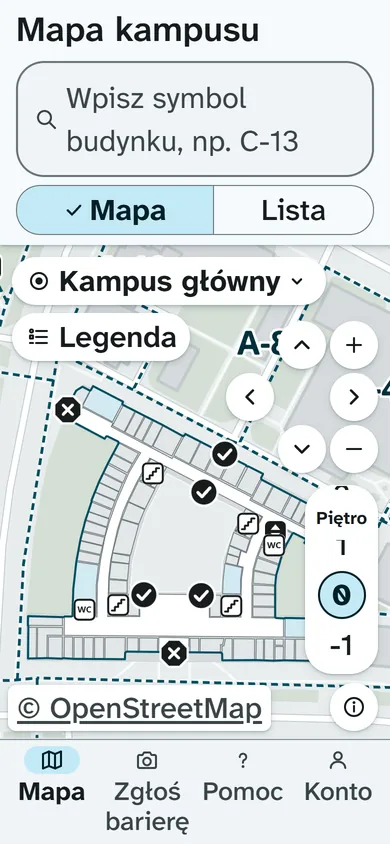 Mapa kampusu
Wpisz symbol
budynku, np. C-13
Mapa
Lista
Kampus główny
Legenda
Piętro
1
0
WC
WC
-1
© OpenStreetMap
Mapa
Zgłoś
barierę
Pomoc
Konto